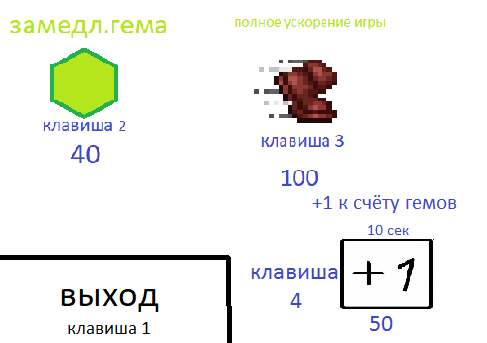 замедл.гема
полное ускорение игры
клавиша 2
40
клавиша 3
100
+1 к счёту гемов
10 сек
клавиша
4
+1
50
выход
клавиша 1